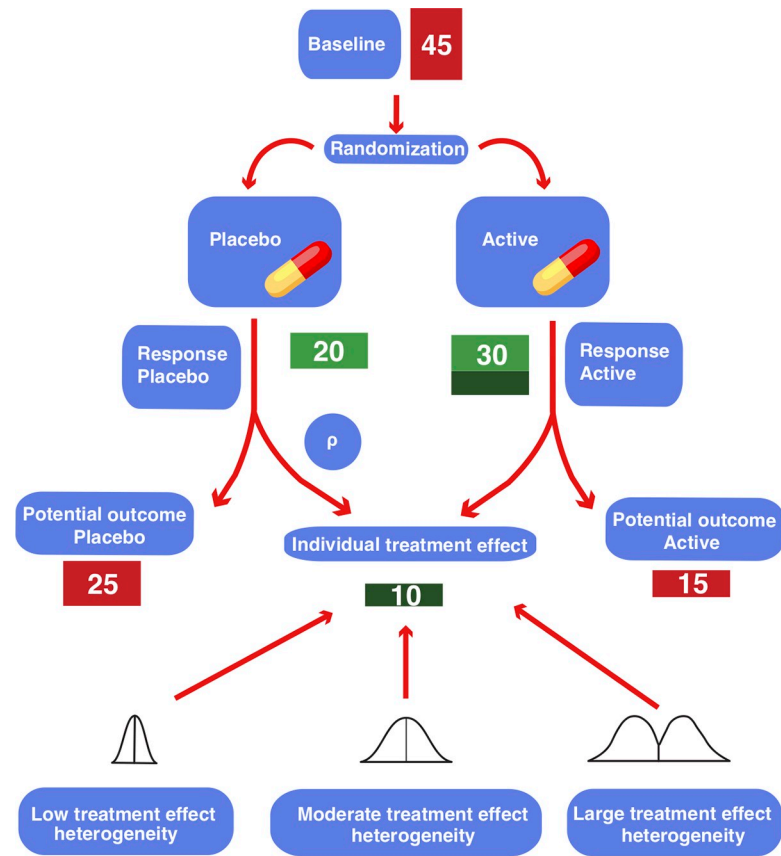 Baseline
45
Randomization
Placebo
Active
Response
Placebo
20
30
Response
Active
ρ
Potential outcome
Placebo
25
Individual treatment effect
10
Potential outcome
Active
15
Low treatment effect
heterogeneity
Moderate treatment effect
heterogeneity
Large treatment effect
heterogeneity